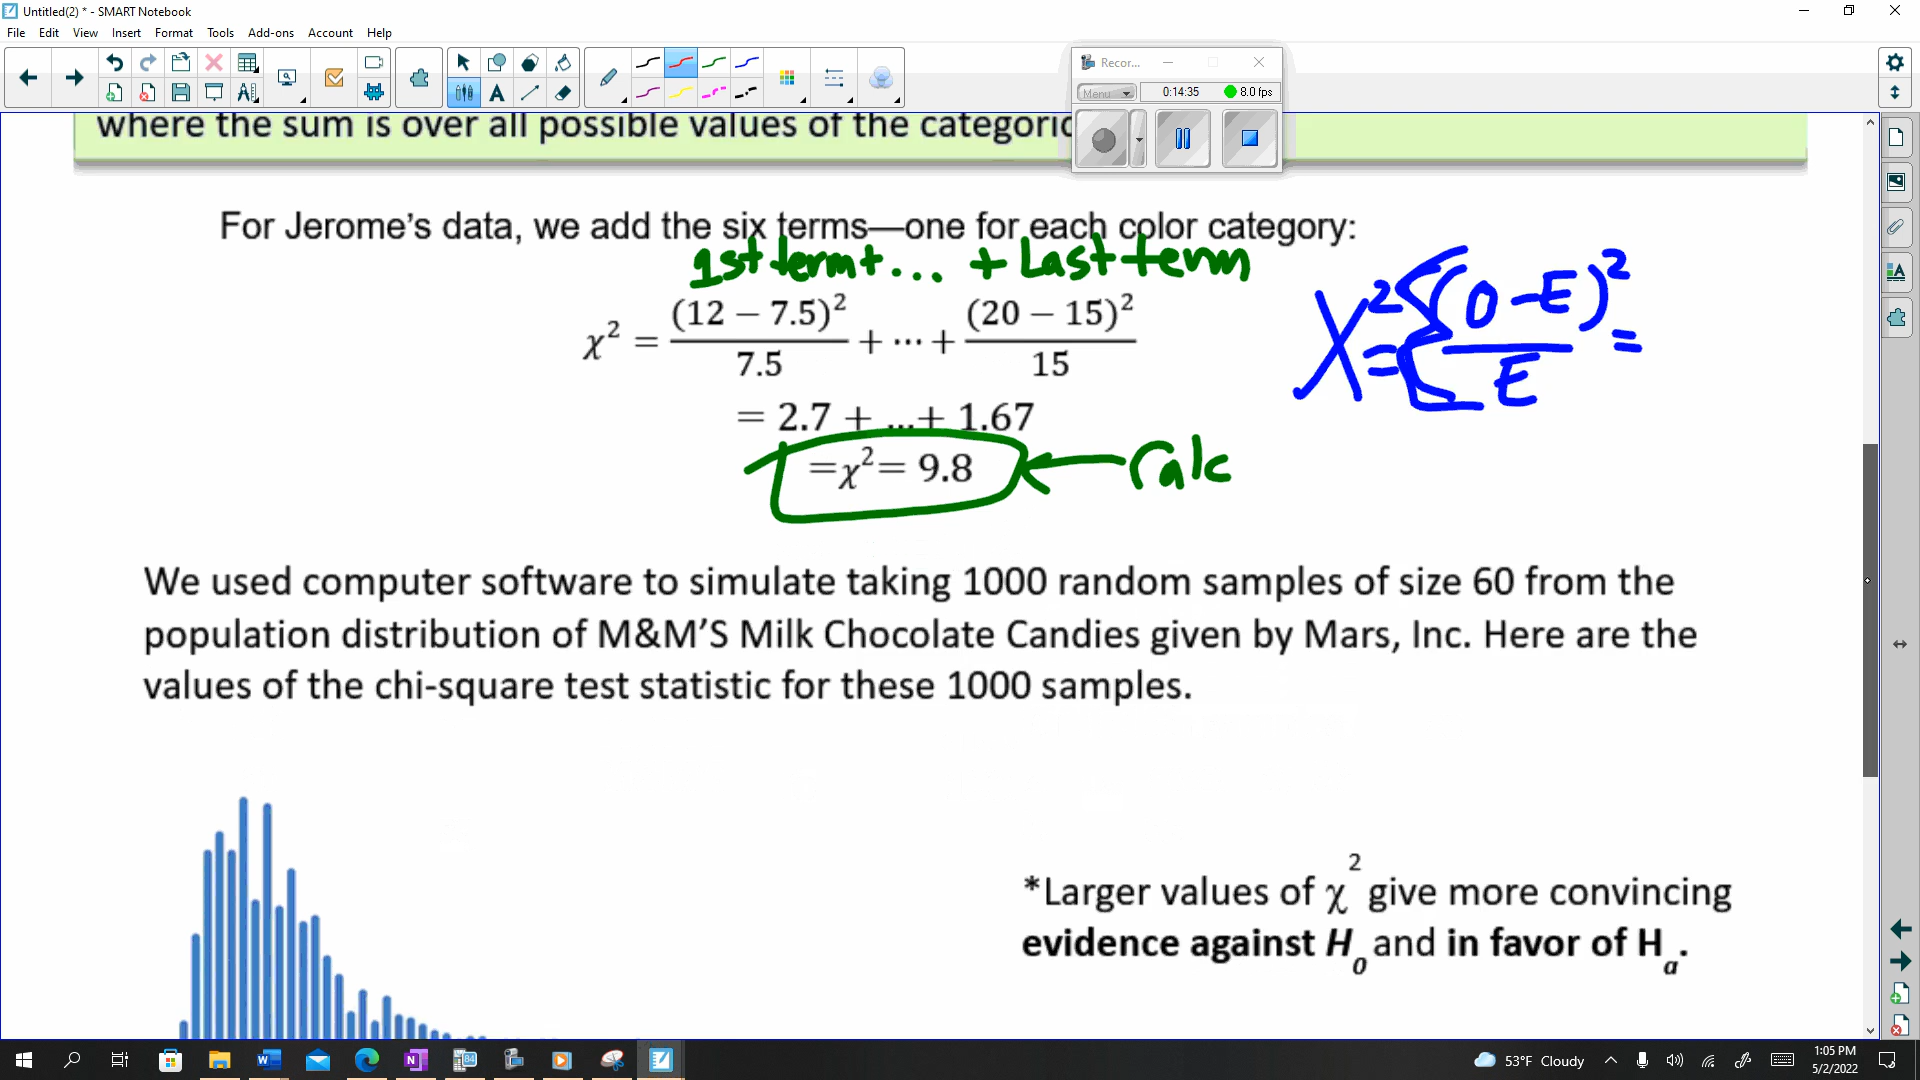 Untitled(2) * - SMART Notebook
File Edit View Insert Format Tools Add-ons Account Help
Recor...
Menu 0:14:35 8.0 fps
where the sum is over all possible values of the
For Jerome's data, we add the six terms—one for each color category:
1st term + ... + Last term
χ² = (12 − 7.5)²/7.5 + ··· + (20 − 15)²/15
X² = Σ (O - E)²/E =
= 2.7 + ...+ 1.67
=χ²= 9.8
calc
We used computer software to simulate taking 1000 random samples of size 60 from the
population distribution of M&M'S Milk Chocolate Candies given by Mars, Inc. Here are the
values of the chi-square test statistic for these 1000 samples.
*Larger values of χ² give more convincing
evidence against H₀ and in favor of Hₐ.
53°F Cloudy
1:05 PM
5/2/2022